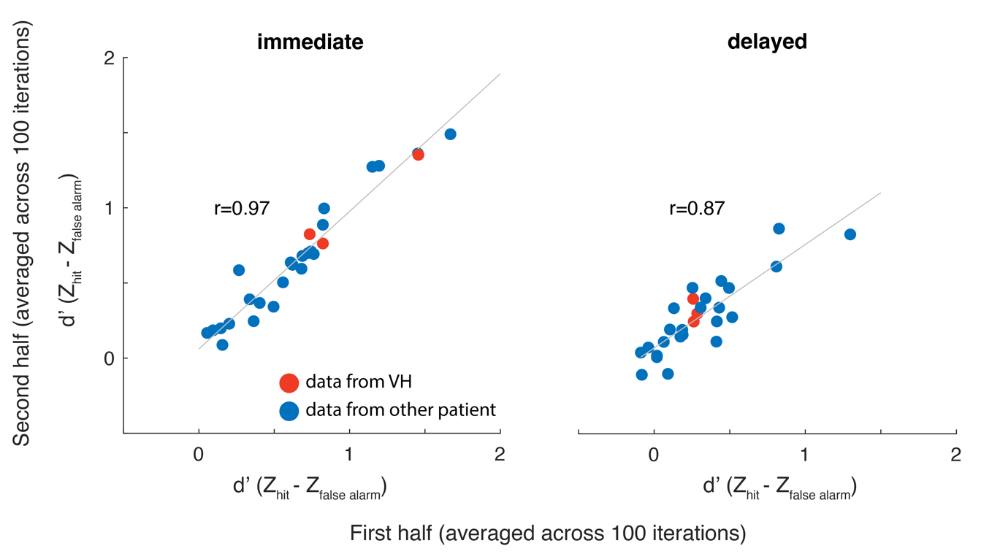 immediate
delayed
Second half (averaged across 100 iterations)
d’ (Zhit - Zfalse alarm)
2
1
0
r=0.97
r=0.87
data from VH
data from other patient
0
1
2
0
1
2
d’ (Zhit - Zfalse alarm)
d’ (Zhit - Zfalse alarm)
First half (averaged across 100 iterations)